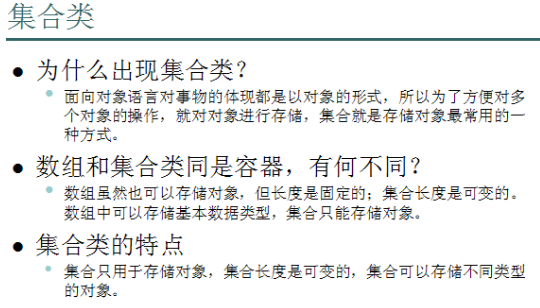 集合类
为什么出现集合类？
面向对象语言对事物的体现都是以对象的形式，所以为了方便对多
个对象的操作，就对对象进行存储，集合就是存储对象最常用的一
种方式。
数组和集合类同是容器，有何不同？
数组虽然也可以存储对象，但长度是固定的；集合长度是可变的。
数组中可以存储基本数据类型，集合只能存储对象。
集合类的特点
集合只用于存储对象，集合长度是可变的，集合可以存储不同类型
的对象。